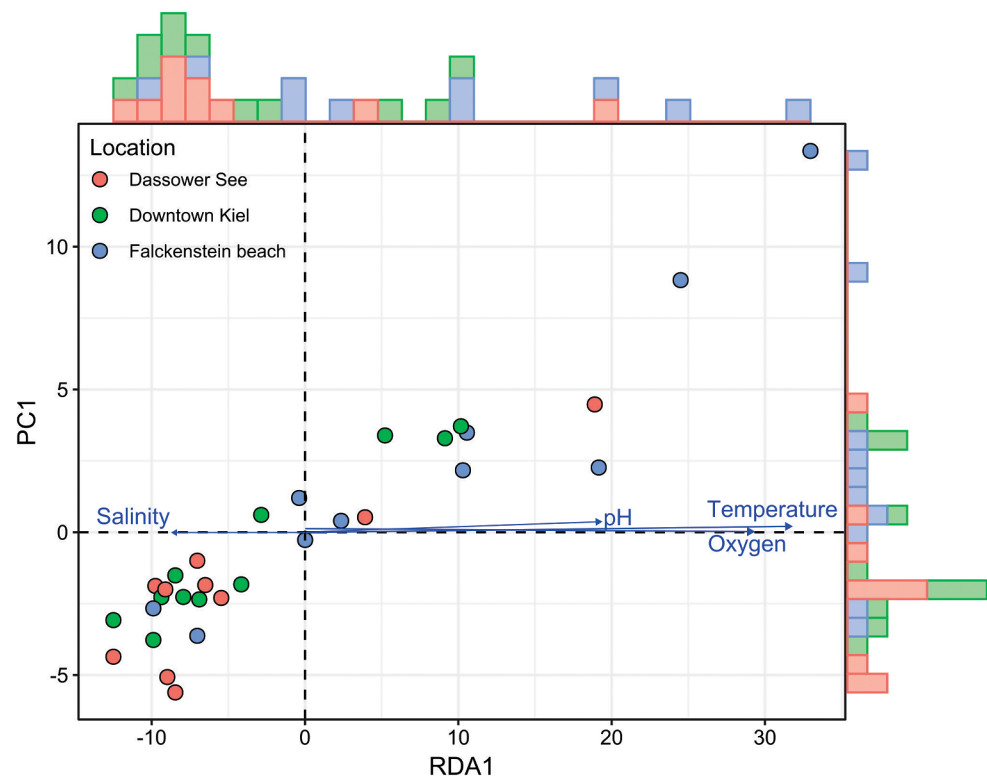 Location
Dassower See
Downtown Kiel
Falckenstein beach
10
5
0
-5
PC1
Salinity
pH
Temperature
Oxygen
-10
0
10
20
30
RDA1